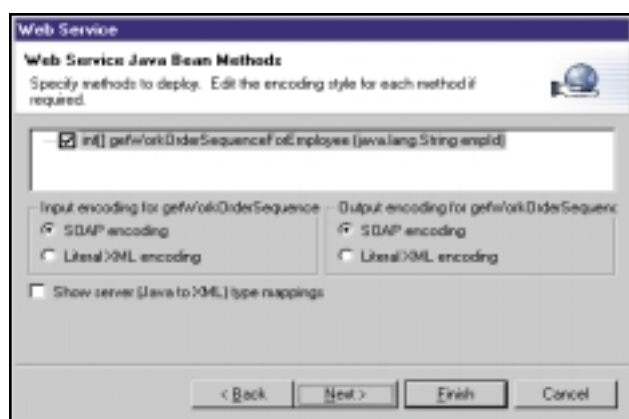 Web Service
Web Service Java Bean Methods
Specify methods to deploy. Edit the encoding style for each method if
required.
int[] getWorkOrderSequenceForEmployee (java.lang.String empId)
Input encoding for getWorkOrderSequence
Output encoding for getWorkOrderSequenc
SOAP encoding
SOAP encoding
Literal XML encoding
Literal XML encoding
Show server (Java to XML) type mappings
< Back
Next >
Finish
Cancel